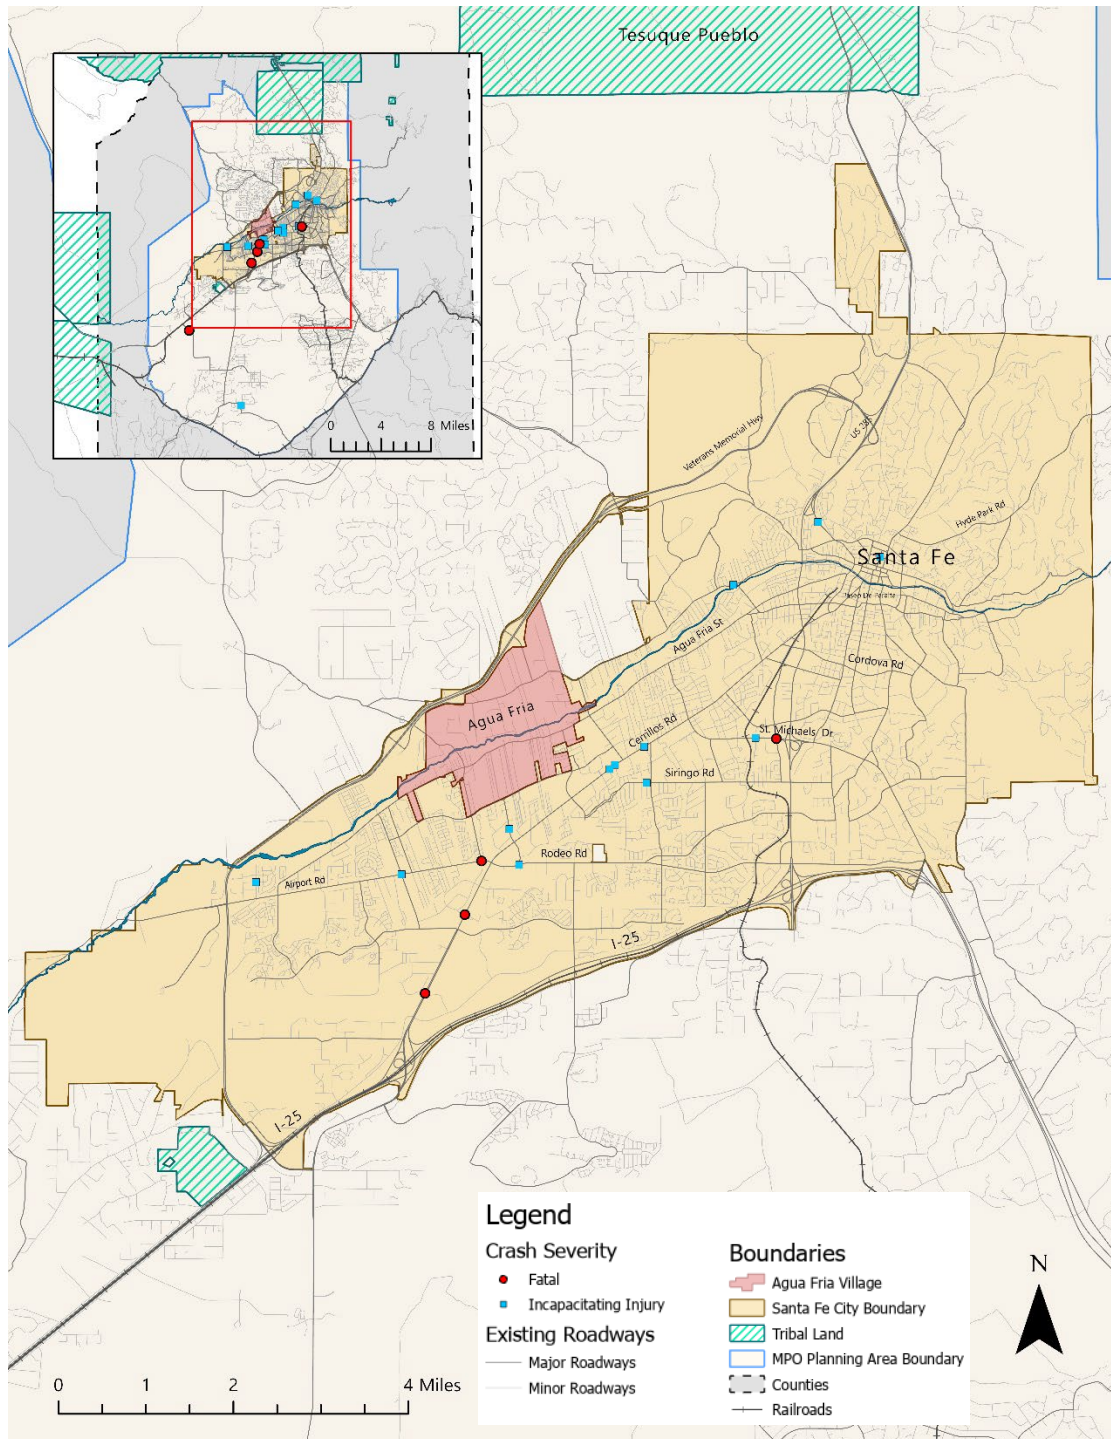 Tesuque Pueblo
0 4 8 Miles
Veterans Memorial Hwy
US 285
Hyde Park Rd
Santa Fe
Paseo De Peralta
Agua Fria St
Cordova Rd
Agua Fria
Cerrillos Rd
St. Michaels Dr
Siringo Rd
Rodeo Rd
Airport Rd
I-25
I-25
Legend
Crash Severity
Fatal
Incapacitating Injury
Existing Roadways
Major Roadways
Minor Roadways
Boundaries
Agua Fria Village
Santa Fe City Boundary
Tribal Land
MPO Planning Area Boundary
Counties
Railroads
N
0 1 2 4 Miles